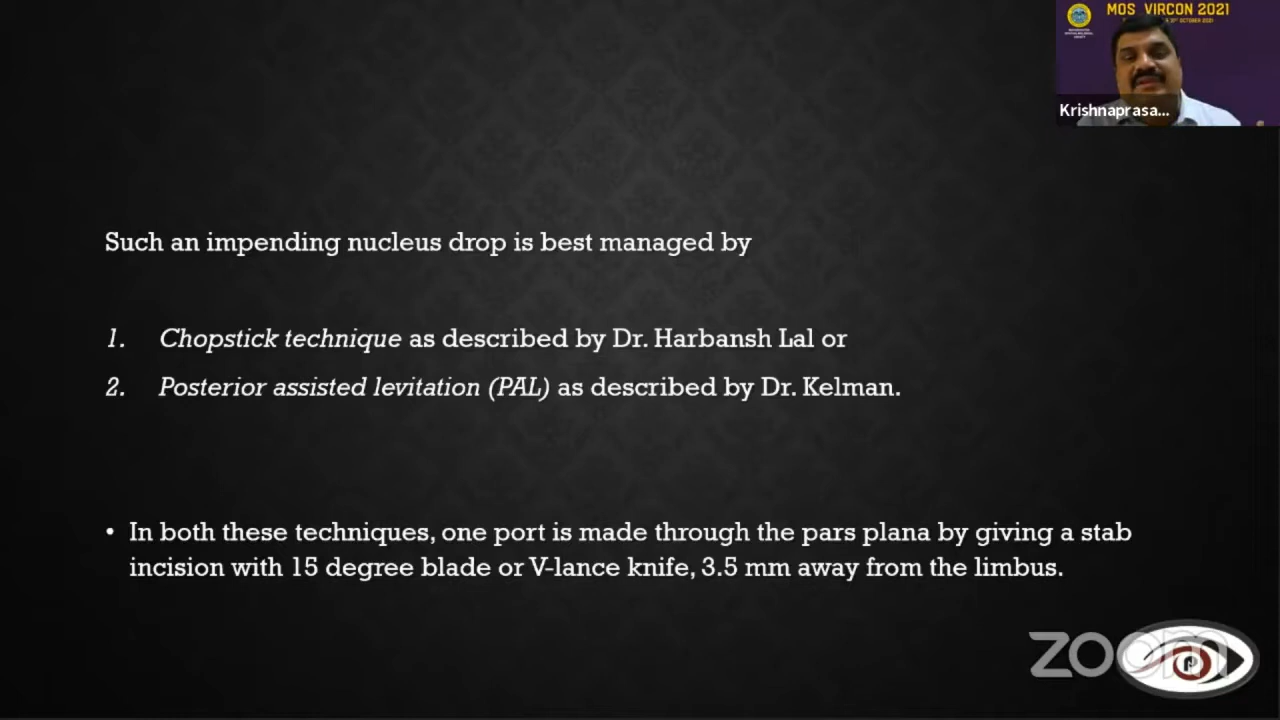 MOS VIRCON 2021
Krishnaprasa...
Such an impending nucleus drop is best managed by
1. Chopstick technique as described by Dr. Harbansh Lal or
2. Posterior assisted levitation (PAL) as described by Dr. Kelman.
• In both these techniques, one port is made through the pars plana by giving a stab
incision with 15 degree blade or V-lance knife, 3.5 mm away from the limbus.
zoom